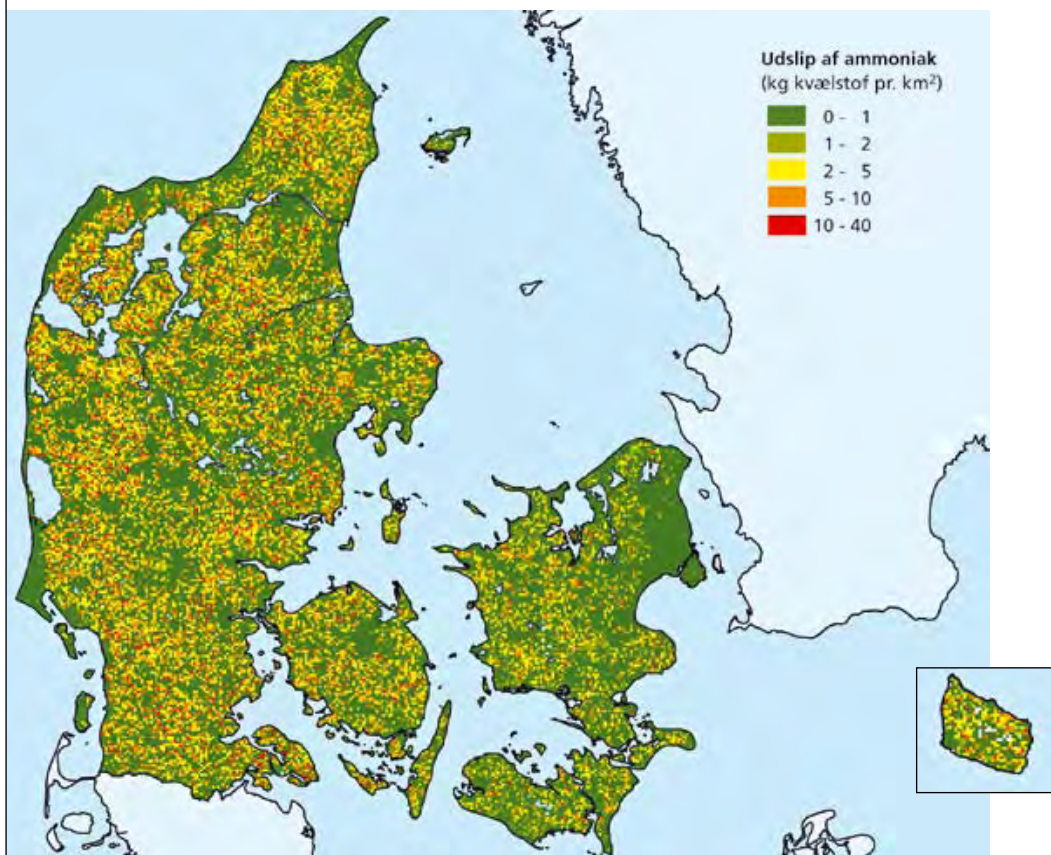 Udslip af ammoniak
(kg kvælstof pr. km²)
0 - 1
1 - 2
2 - 5
5 - 10
10 - 40